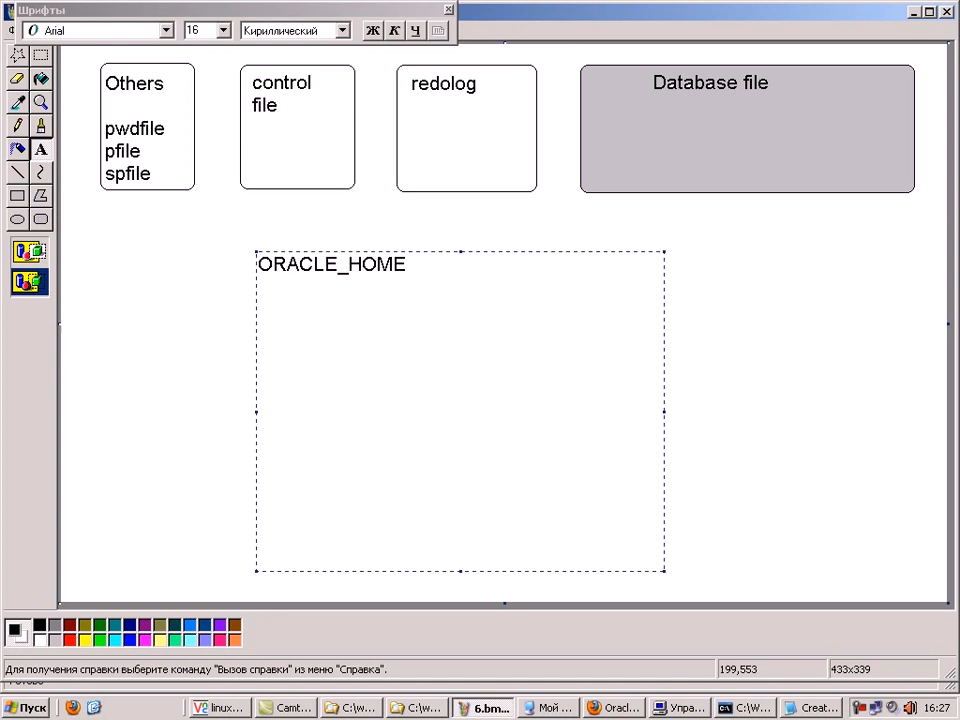 Шрифты
Arial
16
Кириллический
Ж К Ч
Others
pwdfile
pfile
spfile
control
file
redolog
Database file
ORACLE_HOME
A
Для получения справки выберите команду "Вызов справки" из меню "Справка".
199,553
433x339
Пуск
linux...
Camt...
C:\w...
C:\w...
6.bm...
Мой ...
Oracl...
Упра...
C:\W...
Creat...
16:27